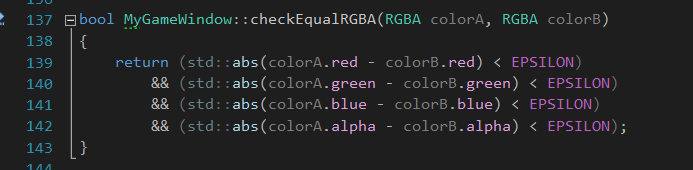 137 bool MyGameWindow::checkEqualRGBA(RGBA colorA, RGBA colorB)
138 {
139 return (std::abs(colorA.red - colorB.red) < EPSILON)
140 && (std::abs(colorA.green - colorB.green) < EPSILON)
141 && (std::abs(colorA.blue - colorB.blue) < EPSILON)
142 && (std::abs(colorA.alpha - colorB.alpha) < EPSILON);
143 }